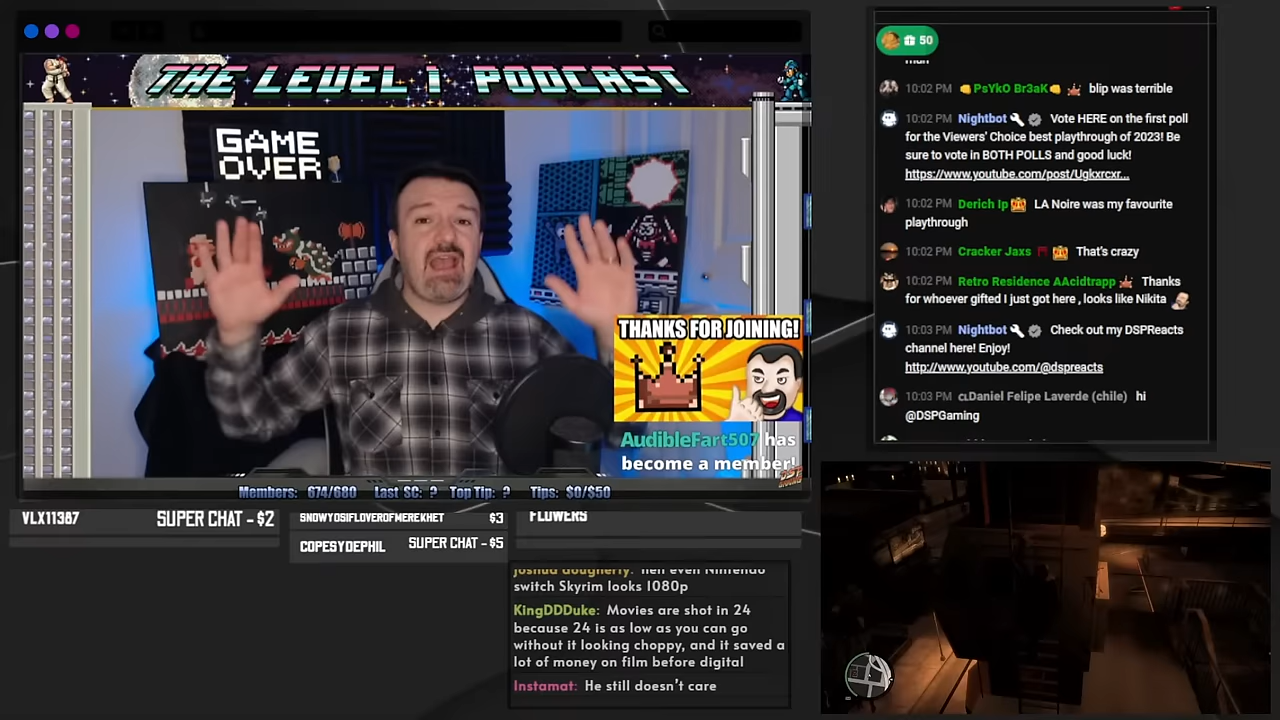 THE LEVEL 1 PODCAST
GAME
OVER
THANKS FOR JOINING!
AudibleFart507 has
become a member!
Members: 674/680 Last SC: ? Top Tip: ? Tips: $0/$50
VLX11387 SUPER CHAT - $2
SNOWYOSIFLOVEROFMEREKHET $3
COPESYDEPHIL SUPER CHAT - $5
FLOWERS
joshua dougherty: hell even Nintendo
switch Skyrim looks 1080p
KingDDDuke: Movies are shot in 24
because 24 is as low as you can go
without it looking choppy, and it saved a
lot of money on film before digital
Instamat: He still doesn't care
50
man
10:02 PM PsYkO Br3aK blip was terrible
10:02 PM Nightbot Vote HERE on the first poll
for the Viewers' Choice best playthrough of 2023! Be
sure to vote in BOTH POLLS and good luck!
https://www.youtube.com/post/Ugkxrcxr...
10:02 PM Derich Ip LA Noire was my favourite
playthrough
10:02 PM Cracker Jaxs That's crazy
10:02 PM Retro Residence AAcidtrapp Thanks
for whoever gifted I just got here , looks like Nikita
10:03 PM Nightbot Check out my DSPReacts
channel here! Enjoy!
http://www.youtube.com/@dspreacts
10:03 PM cLDaniel Felipe Laverde (chile) hi
@DSPGaming